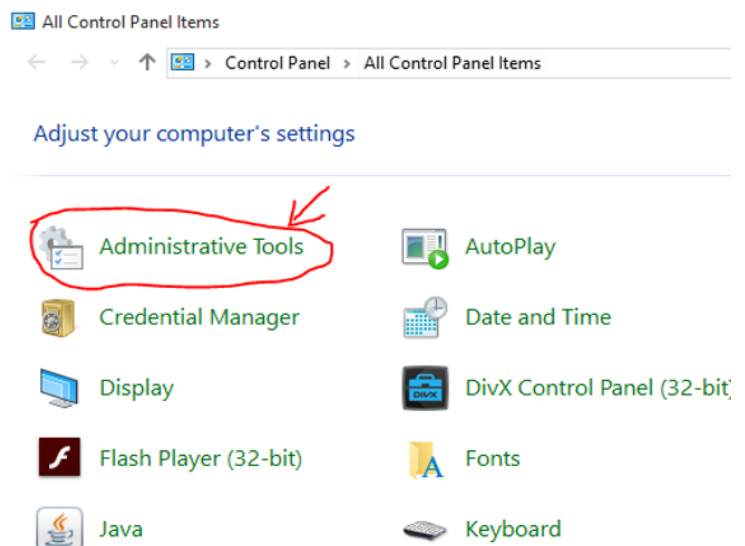 All Control Panel Items
Control Panel > All Control Panel Items
Adjust your computer's settings
Administrative Tools
AutoPlay
Credential Manager
Date and Time
Display
DIVX
DivX Control Panel (32-bit)
Flash Player (32-bit)
Fonts
Java
Keyboard